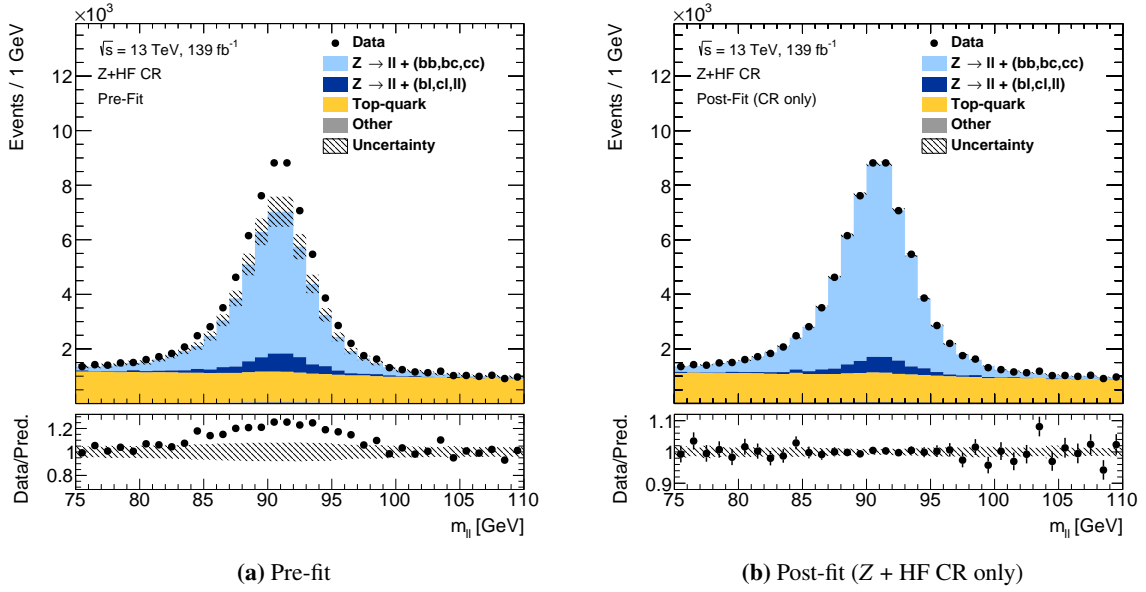 ×10³
Events / 1 GeV
12
10
8
6
4
2
√s = 13 TeV, 139 fb⁻¹
Z+HF CR
Pre-Fit
Data
Z → ll + (bb,bc,cc)
Z → ll + (bl,cl,ll)
Top-quark
Other
Uncertainty
Data/Pred.
1.2
1
0.8
75 80 85 90 95 100 105 110
m_ll [GeV]
(a) Pre-fit
×10³
Events / 1 GeV
12
10
8
6
4
2
√s = 13 TeV, 139 fb⁻¹
Z+HF CR
Post-Fit (CR only)
Data
Z → ll + (bb,bc,cc)
Z → ll + (bl,cl,ll)
Top-quark
Other
Uncertainty
Data/Pred.
1.1
1
0.9
75 80 85 90 95 100 105 110
m_ll [GeV]
(b) Post-fit (Z + HF CR only)